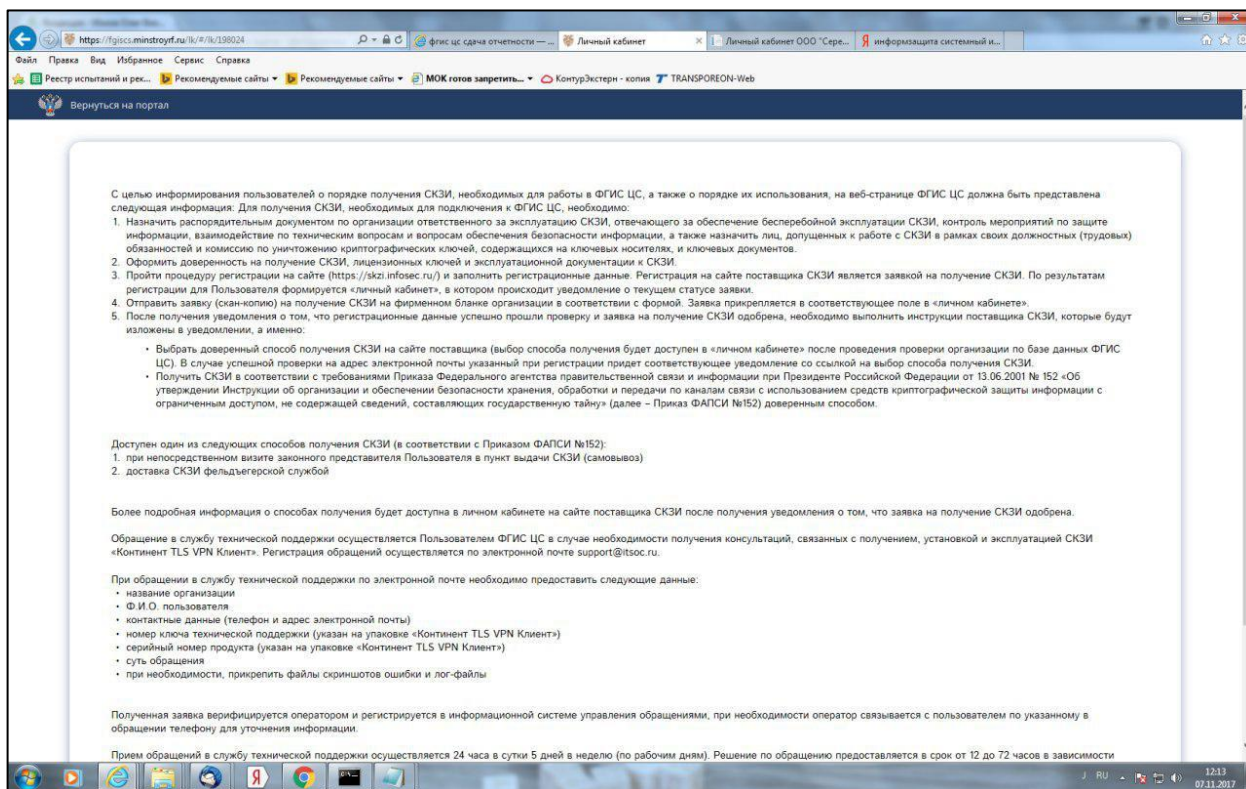 https://fgiscs.minstroyrf.ru/lk/#/lk/198024
фгис цс сдача отчетности — ...
Личный кабинет
Личный кабинет ООО "Сере...
информзащита системный и...
Файл Правка Вид Избранное Сервис Справка
Реестр испытаний и рек... Рекомендуемые сайты Рекомендуемые сайты МОК готов запретить... КонтурЭкстерн - копия TRANSPOREON-Web
Вернуться на портал
С целью информирования пользователей о порядке получения СКЗИ, необходимых для работы в ФГИС ЦС, а также о порядке их использования, на веб-странице ФГИС ЦС должна быть представлена
следующая информация: Для получения СКЗИ, необходимых для подключения к ФГИС ЦС, необходимо:
1. Назначить распорядительным документом по организации ответственного за эксплуатацию СКЗИ, отвечающего за обеспечение бесперебойной эксплуатации СКЗИ, контроль мероприятий по защите
информации, взаимодействие по техническим вопросам и вопросам обеспечения безопасности информации, а также назначить лиц, допущенных к работе с СКЗИ в рамках своих должностных (трудовых)
обязанностей и комиссию по уничтожению криптографических ключей, содержащихся на ключевых носителях, и ключевых документов.
2. Оформить доверенность на получение СКЗИ, лицензионных ключей и эксплуатационной документации к СКЗИ.
3. Пройти процедуру регистрации на сайте (https://skzi.infosec.ru/) и заполнить регистрационные данные. Регистрация на сайте поставщика СКЗИ является заявкой на получение СКЗИ. По результатам
регистрации для Пользователя формируется «личный кабинет», в котором происходит уведомление о текущем статусе заявки.
4. Отправить заявку (скан-копию) на получение СКЗИ на фирменном бланке организации в соответствии с формой. Заявка прикрепляется в соответствующее поле в «личном кабинете».
5. После получения уведомления о том, что регистрационные данные успешно прошли проверку и заявка на получение СКЗИ одобрена, необходимо выполнить инструкции поставщика СКЗИ, которые будут
изложены в уведомлении, а именно:
• Выбрать доверенный способ получения СКЗИ на сайте поставщика (выбор способа получения будет доступен в «личном кабинете» после проведения проверки организации по базе данных ФГИС
ЦС). В случае успешной проверки на адрес электронной почты указанный при регистрации придет соответствующее уведомление со ссылкой на выбор способа получения СКЗИ.
• Получить СКЗИ в соответствии с требованиями Приказа Федерального агентства правительственной связи и информации при Президенте Российской Федерации от 13.06.2001 № 152 «Об
утверждении Инструкции об организации и обеспечении безопасности хранения, обработки и передачи по каналам связи с использованием средств криптографической защиты информации с
ограниченным доступом, не содержащей сведений, составляющих государственную тайну» (далее – Приказ ФАПСИ №152) доверенным способом.
Доступен один из следующих способов получения СКЗИ (в соответствии с Приказом ФАПСИ №152):
1. при непосредственном визите законного представителя Пользователя в пункт выдачи СКЗИ (самовывоз)
2. доставка СКЗИ фельдъегерской службой
Более подробная информация о способах получения будет доступна в личном кабинете на сайте поставщика СКЗИ после получения уведомления о том, что заявка на получение СКЗИ одобрена.
Обращение в службу технической поддержки осуществляется Пользователем ФГИС ЦС в случае необходимости получения консультаций, связанных с получением, установкой и эксплуатацией СКЗИ
«Континент TLS VPN Клиент». Регистрация обращений осуществляется по электронной почте support@itsoc.ru.
При обращении в службу технической поддержки по электронной почте необходимо предоставить следующие данные:
• название организации
• Ф.И.О. пользователя
• контактные данные (телефон и адрес электронной почты)
• номер ключа технической поддержки (указан на упаковке «Континент TLS VPN Клиент»)
• серийный номер продукта (указан на упаковке «Континент TLS VPN Клиент»)
• суть обращения
• при необходимости, прикрепить файлы скриншотов ошибки и лог-файлы
Полученная заявка верифицируется оператором и регистрируется в информационной системе управления обращениями, при необходимости оператор связывается с пользователем по указанному в
обращении телефону для уточнения информации.
Прием обращений в службу технической поддержки осуществляется 24 часа в сутки 5 дней в неделю (по рабочим дням). Решение по обращению предоставляется в срок от 12 до 72 часов в зависимости
RU
12:13
07.11.2017